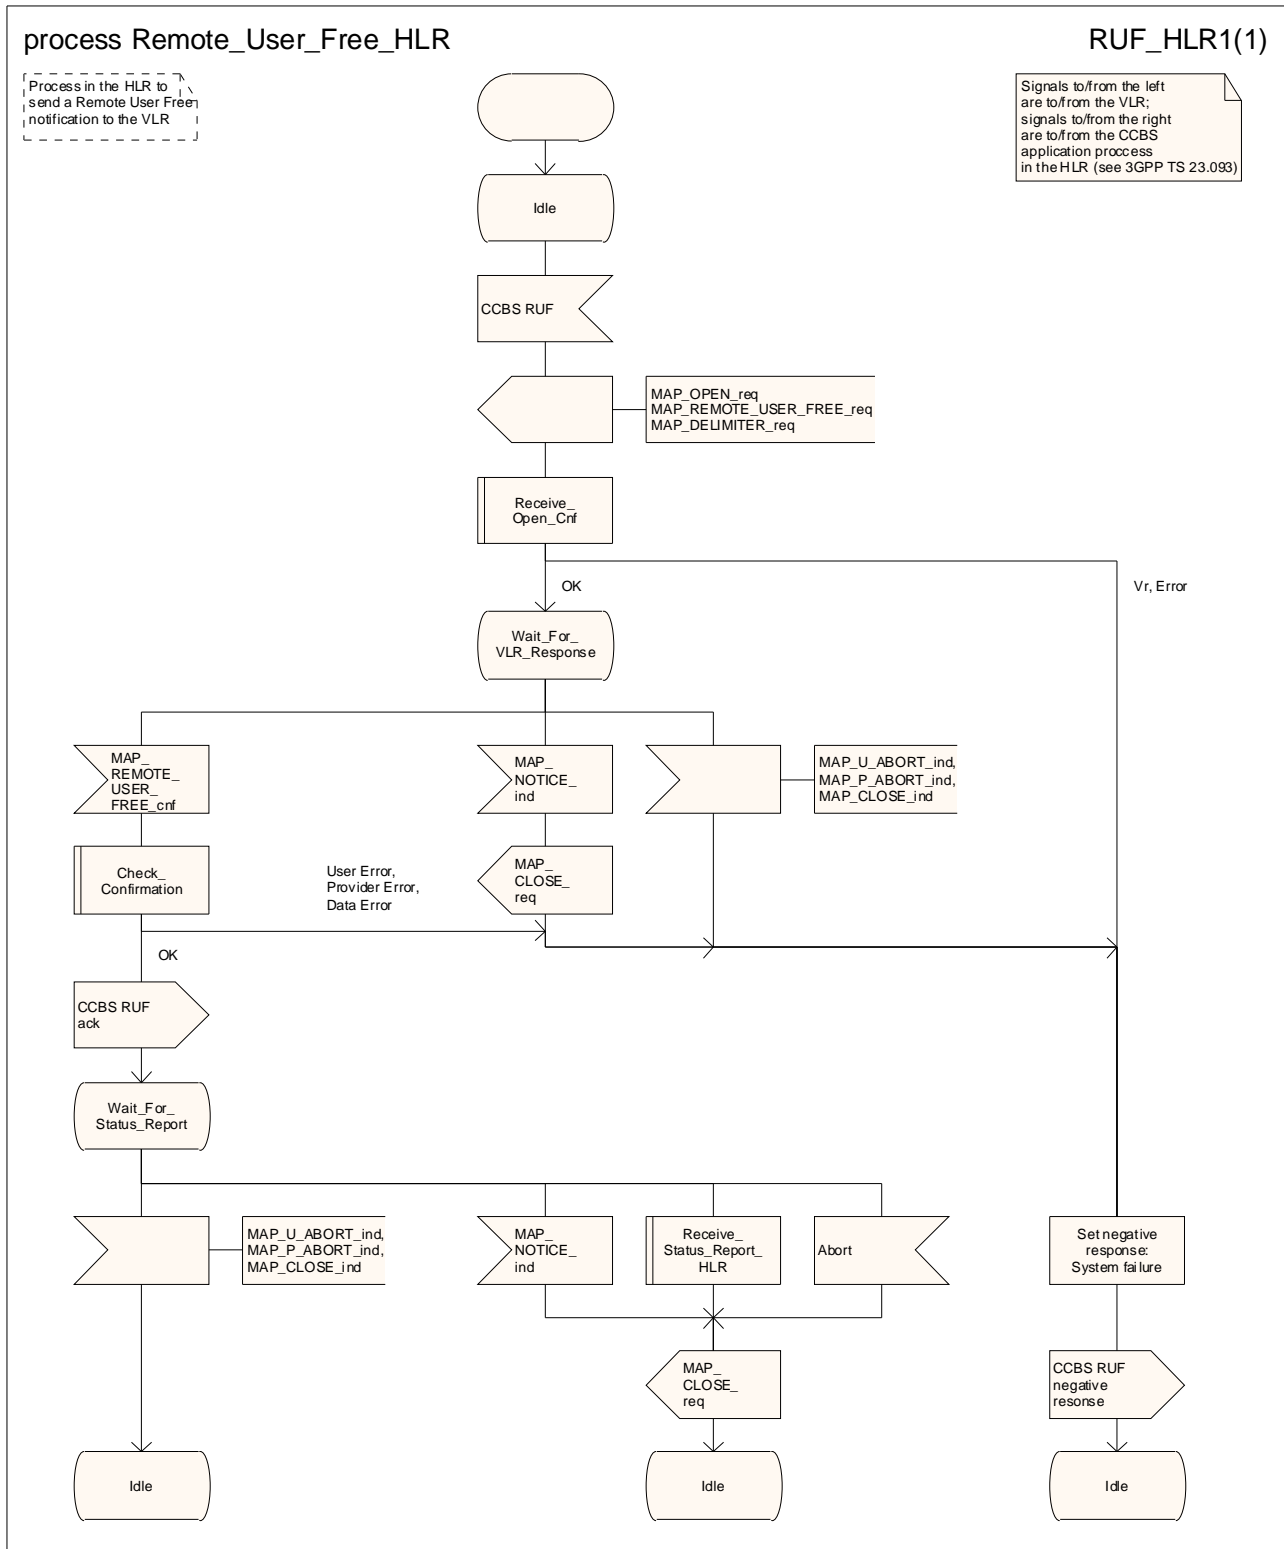 process Remote_User_Free_HLR
RUF_HLR1(1)
Process in the HLR to
send a Remote User Free
notification to the VLR
Signals to/from the left
are to/from the VLR;
signals to/from the right
are to/from the CCBS
application proccess
in the HLR (see 3GPP TS 23.093)
Idle
CCBS RUF
MAP_OPEN_req
MAP_REMOTE_USER_FREE_req
MAP_DELIMITER_req
Receive_
Open_Cnf
OK
Vr, Error
Wait_For_
VLR_Response
MAP_
REMOTE_
USER_
FREE_cnf
MAP_
NOTICE_
ind
MAP_U_ABORT_ind,
MAP_P_ABORT_ind,
MAP_CLOSE_ind
Check_
Confirmation
User Error,
Provider Error,
Data Error
MAP_
CLOSE_
req
OK
CCBS RUF
ack
Wait_For_
Status_Report
MAP_U_ABORT_ind,
MAP_P_ABORT_ind,
MAP_CLOSE_ind
MAP_
NOTICE_
ind
Receive_
Status_Report_
HLR
Abort
Set negative
response:
System failure
MAP_
CLOSE_
req
CCBS RUF
negative
resonse
Idle
Idle
Idle